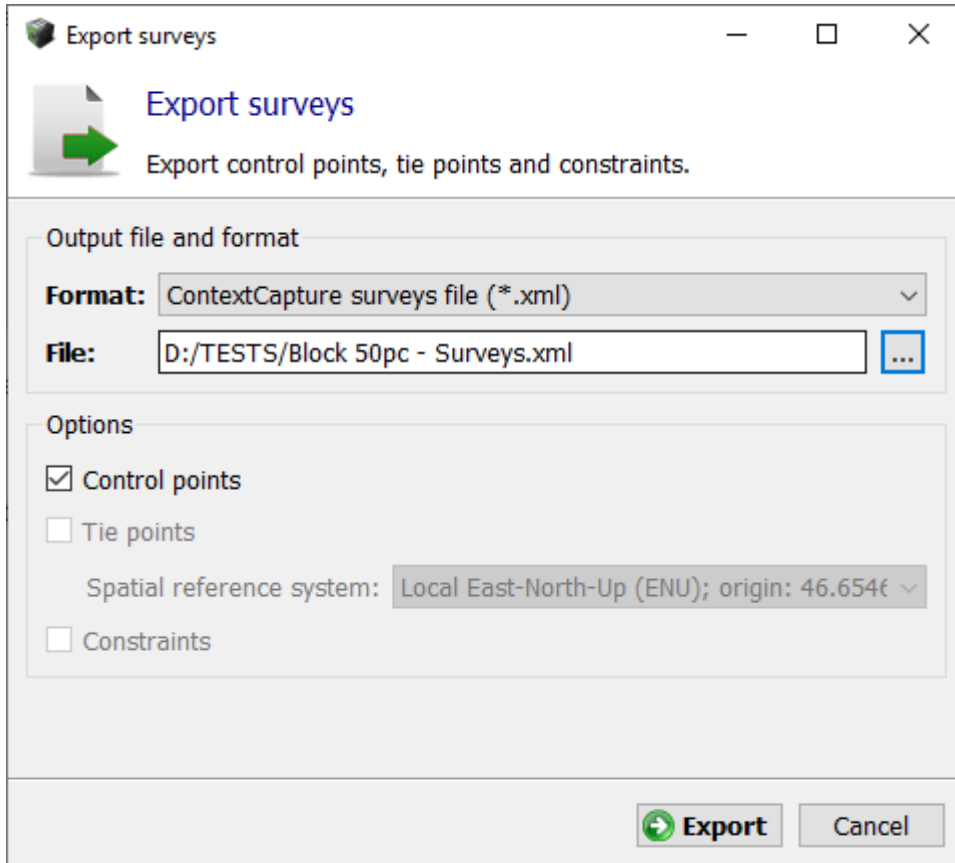 Export surveys
Export surveys
Export control points, tie points and constraints.
Output file and format
Format: ContextCapture surveys file (*.xml)
File: D:/TESTS/Block 50pc - Surveys.xml ...
Options
Control points
Tie points
Spatial reference system: Local East-North-Up (ENU); origin: 46.6546
Constraints
Export Cancel